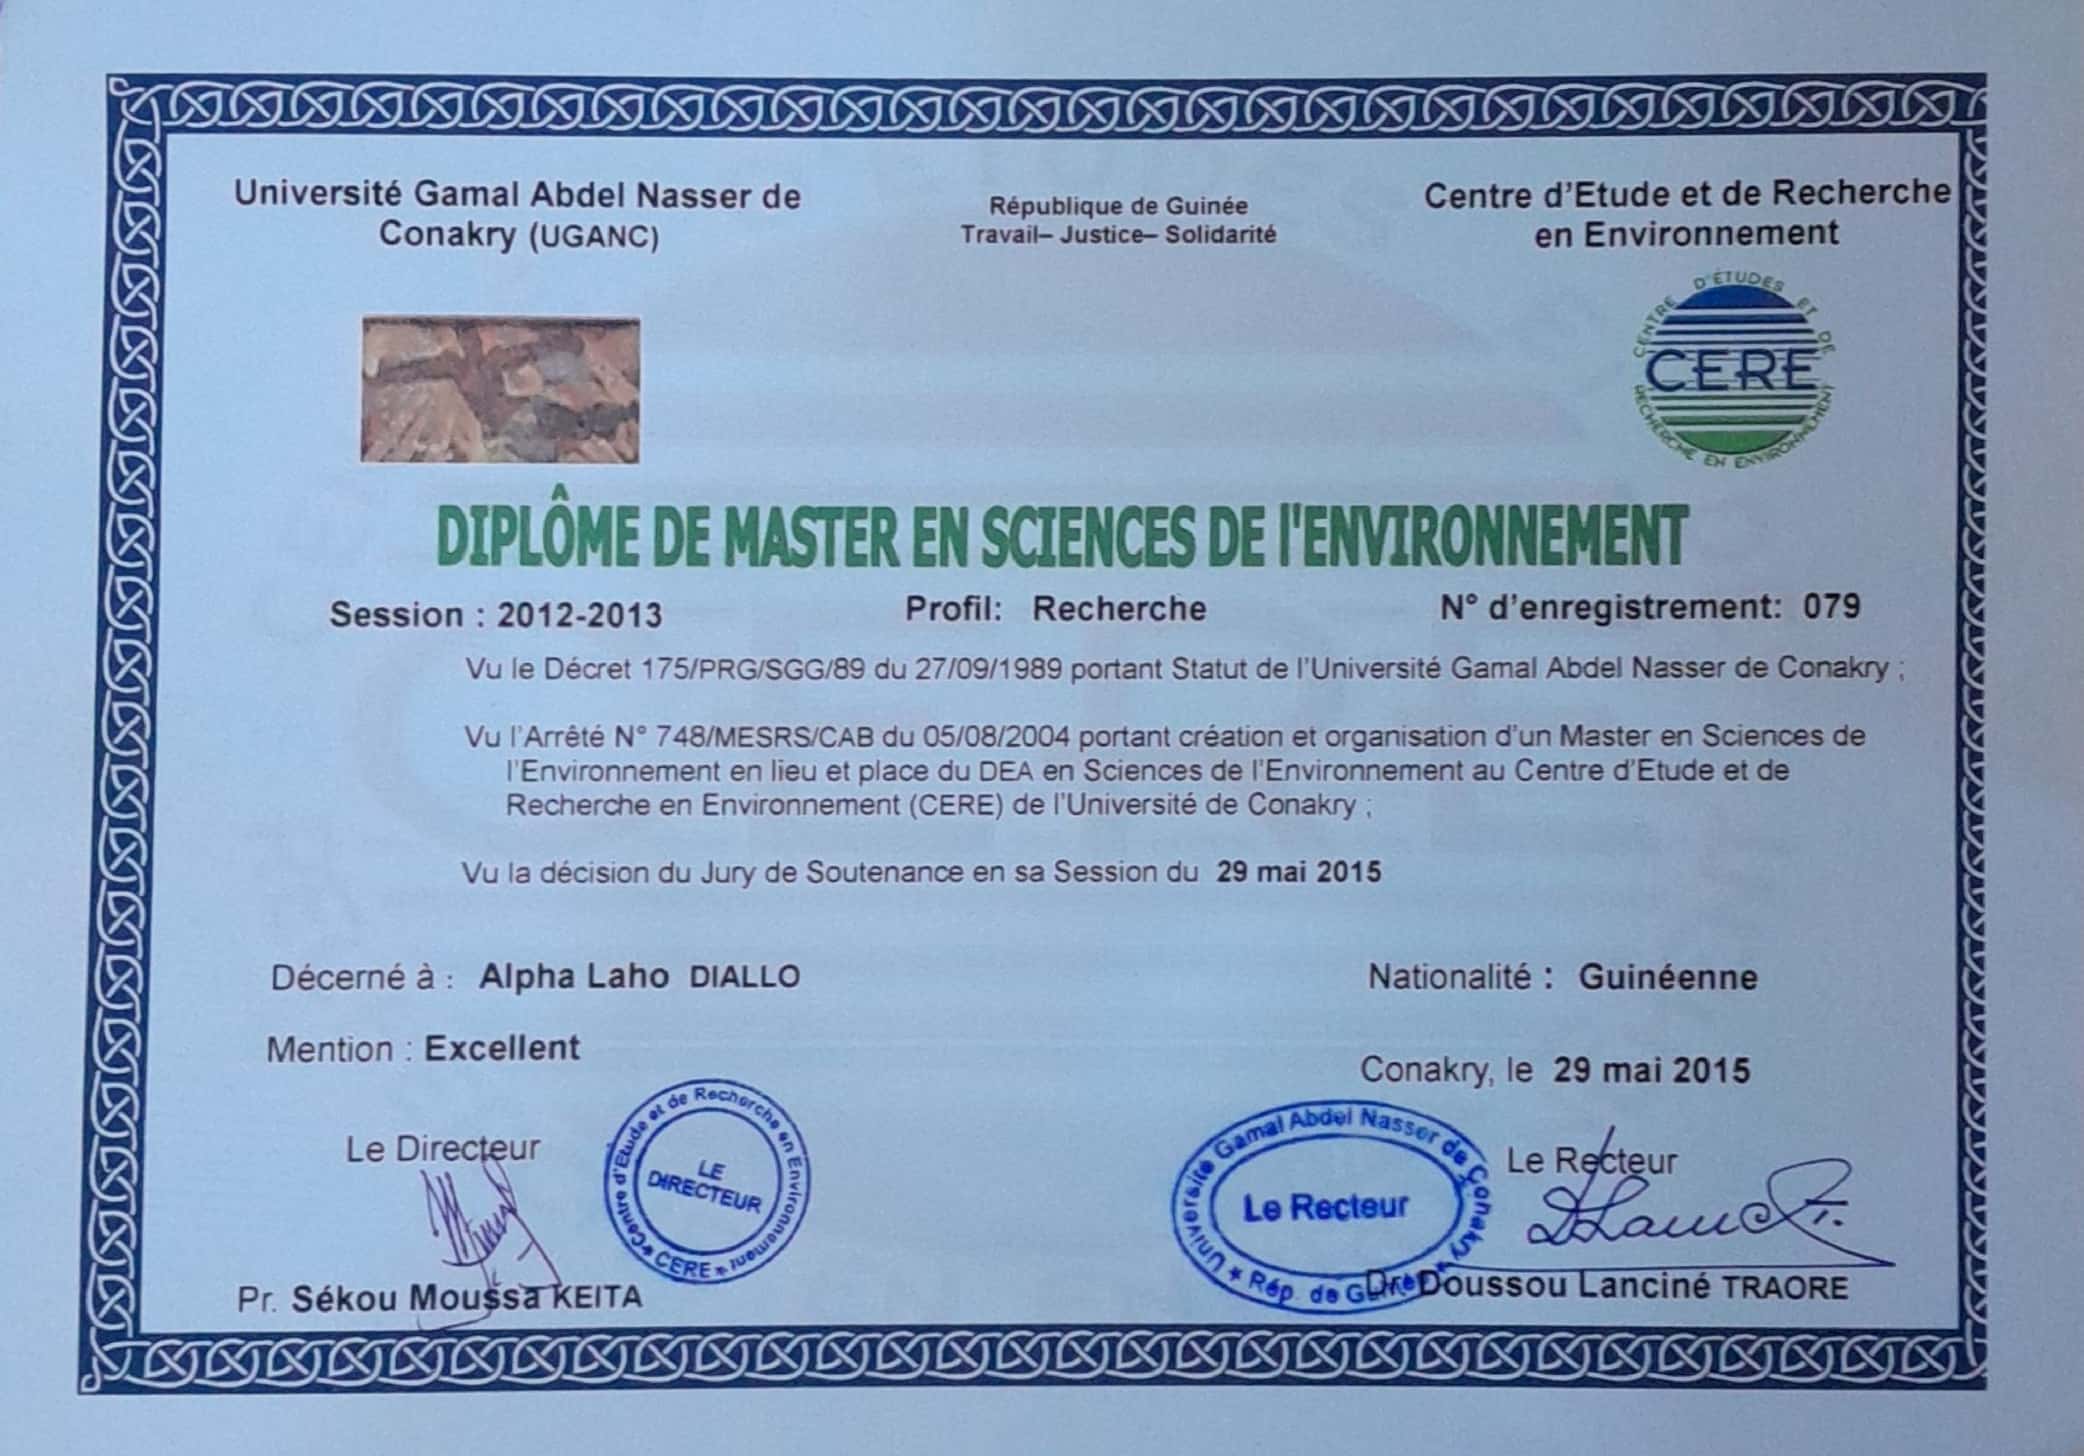 Université Gamal Abdel Nasser de
Conakry (UGANC)
République de Guinée
Travail– Justice– Solidarité
Centre d'Etude et de Recherche
en Environnement
CENTRE D'ÉTUDES ET DE RECHERCHE EN ENVIRONNEMENT
CERE
DIPLÔME DE MASTER EN SCIENCES DE l'ENVIRONNEMENT
Session : 2012-2013
Profil: Recherche
N° d'enregistrement: 079
Vu le Décret 175/PRG/SGG/89 du 27/09/1989 portant Statut de l'Université Gamal Abdel Nasser de Conakry ;
Vu l'Arrêté N° 748/MESRS/CAB du 05/08/2004 portant création et organisation d'un Master en Sciences de
l'Environnement en lieu et place du DEA en Sciences de l'Environnement au Centre d'Etude et de
Recherche en Environnement (CERE) de l'Université de Conakry ;
Vu la décision du Jury de Soutenance en sa Session du 29 mai 2015
Décerné à : Alpha Laho DIALLO
Nationalité : Guinéenne
Mention : Excellent
Conakry, le 29 mai 2015
Le Directeur
Centre d'Etude et de Recherche en Environnement
* CERE *
LE
DIRECTEUR
Université Gamal Abdel Nasser de Conakry
* Rép. de Guinée *
Le Recteur
Le Recteur
Pr. Sékou Moussa KEITA
Dr. Doussou Lanciné TRAORE